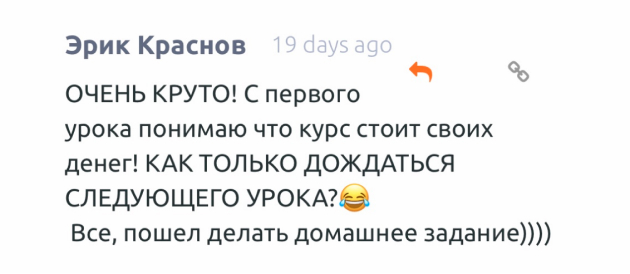 Эрик Краснов 19 days ago
ОЧЕНЬ КРУТО! С первого
урока понимаю что курс стоит своих
денег! КАК ТОЛЬКО ДОЖДАТЬСЯ
СЛЕДУЮЩЕГО УРОКА?😂
Все, пошел делать домашнее задание))))